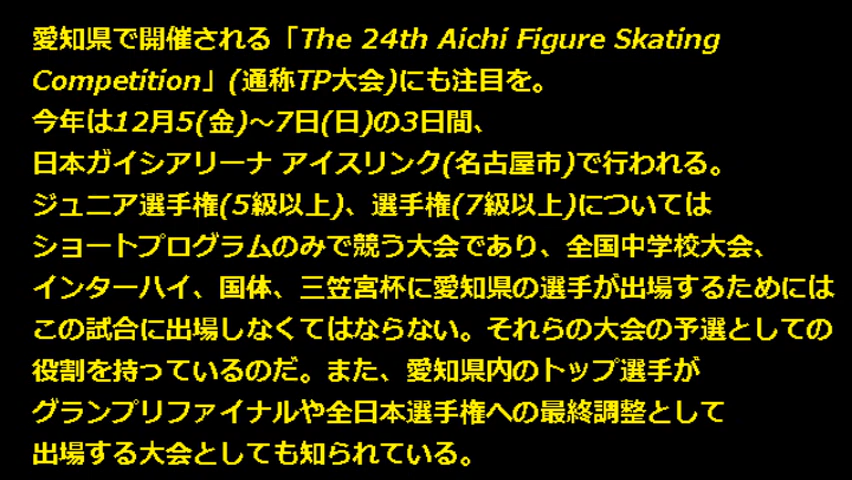 愛知県で開催される「The 24th Aichi Figure Skating
Competition」(通称TP大会)にも注目を。
今年は12月5(金)～7日(日)の3日間、
日本ガイシアリーナ アイスリンク(名古屋市)で行われる。
ジュニア選手権(5級以上)、選手権(7級以上)については
ショートプログラムのみで競う大会であり、全国中学校大会、
インターハイ、国体、三笠宮杯に愛知県の選手が出場するためには
この試合に出場しなくてはならない。それらの大会の予選としての
役割を持っているのだ。また、愛知県内のトップ選手が
グランプリファイナルや全日本選手権への最終調整として
出場する大会としても知られている。